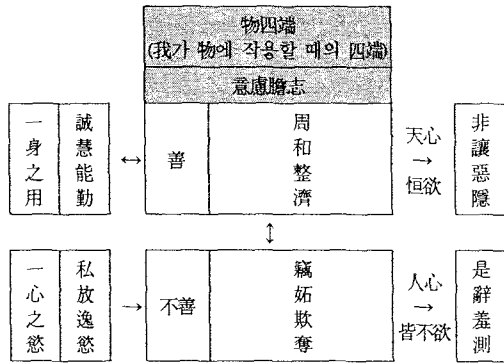 物四端
(我가 物에 작용할 때의 四端)
意慮膽志
一身之用
誠慧能勤
↔
善
周和整濟
天心
→
恒欲
非讓惡隱
↕
一心之慾
私放逸慾
→
不善
竊妬欺奪
人心
→
皆不欲
是辭羞測